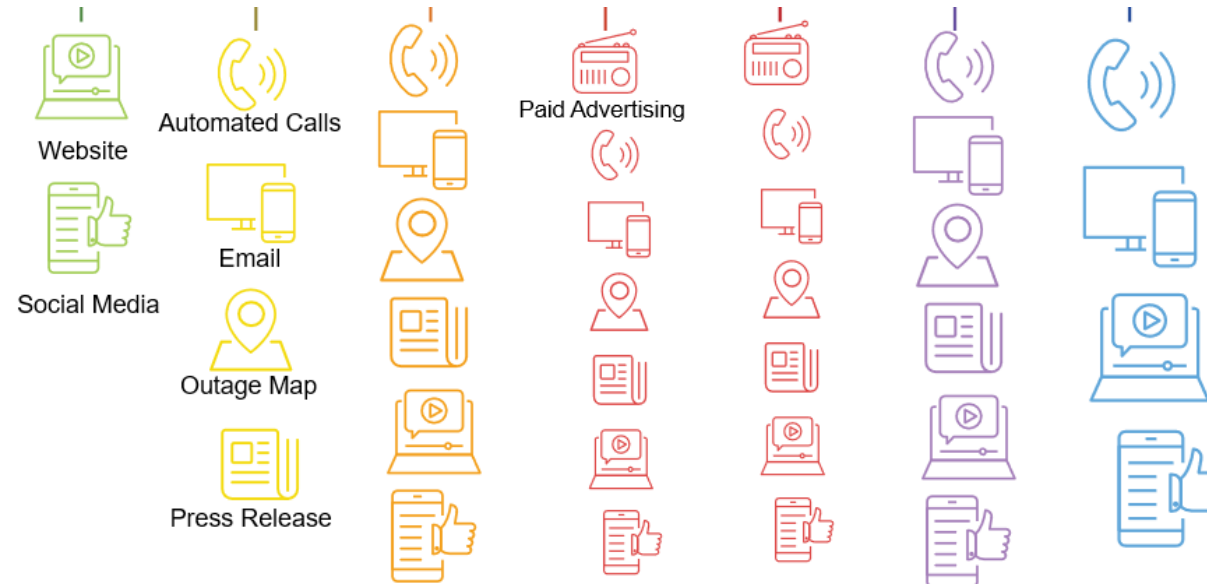 Website
Social Media
Automated Calls
Email
Outage Map
Press Release
Paid Advertising